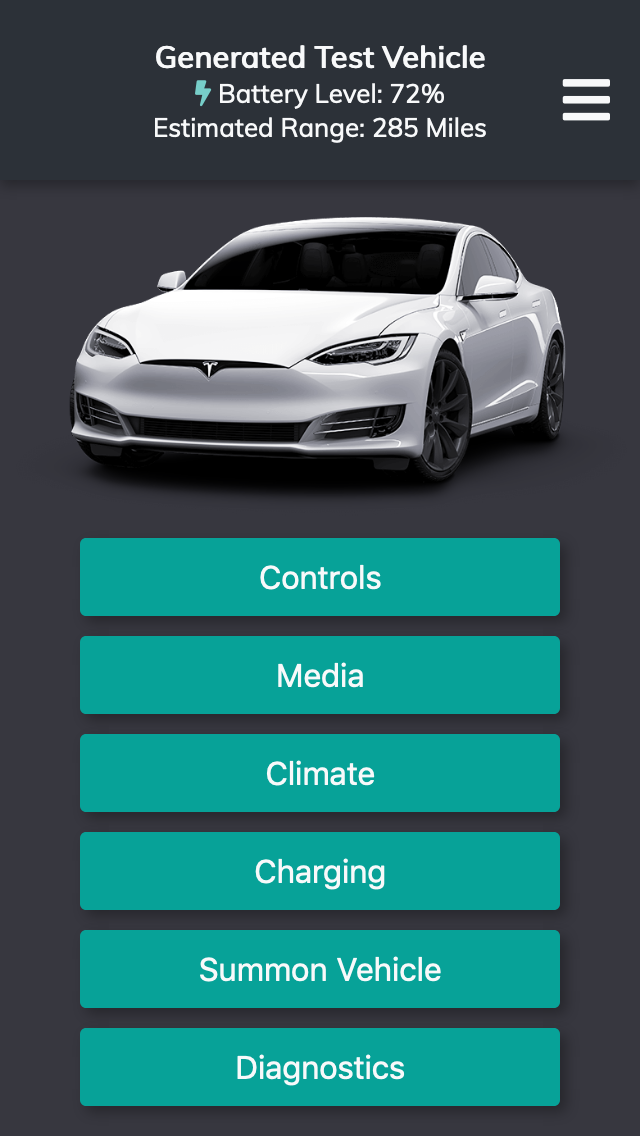 Generated Test Vehicle
Battery Level: 72%
Estimated Range: 285 Miles
Controls
Media
Climate
Charging
Summon Vehicle
Diagnostics